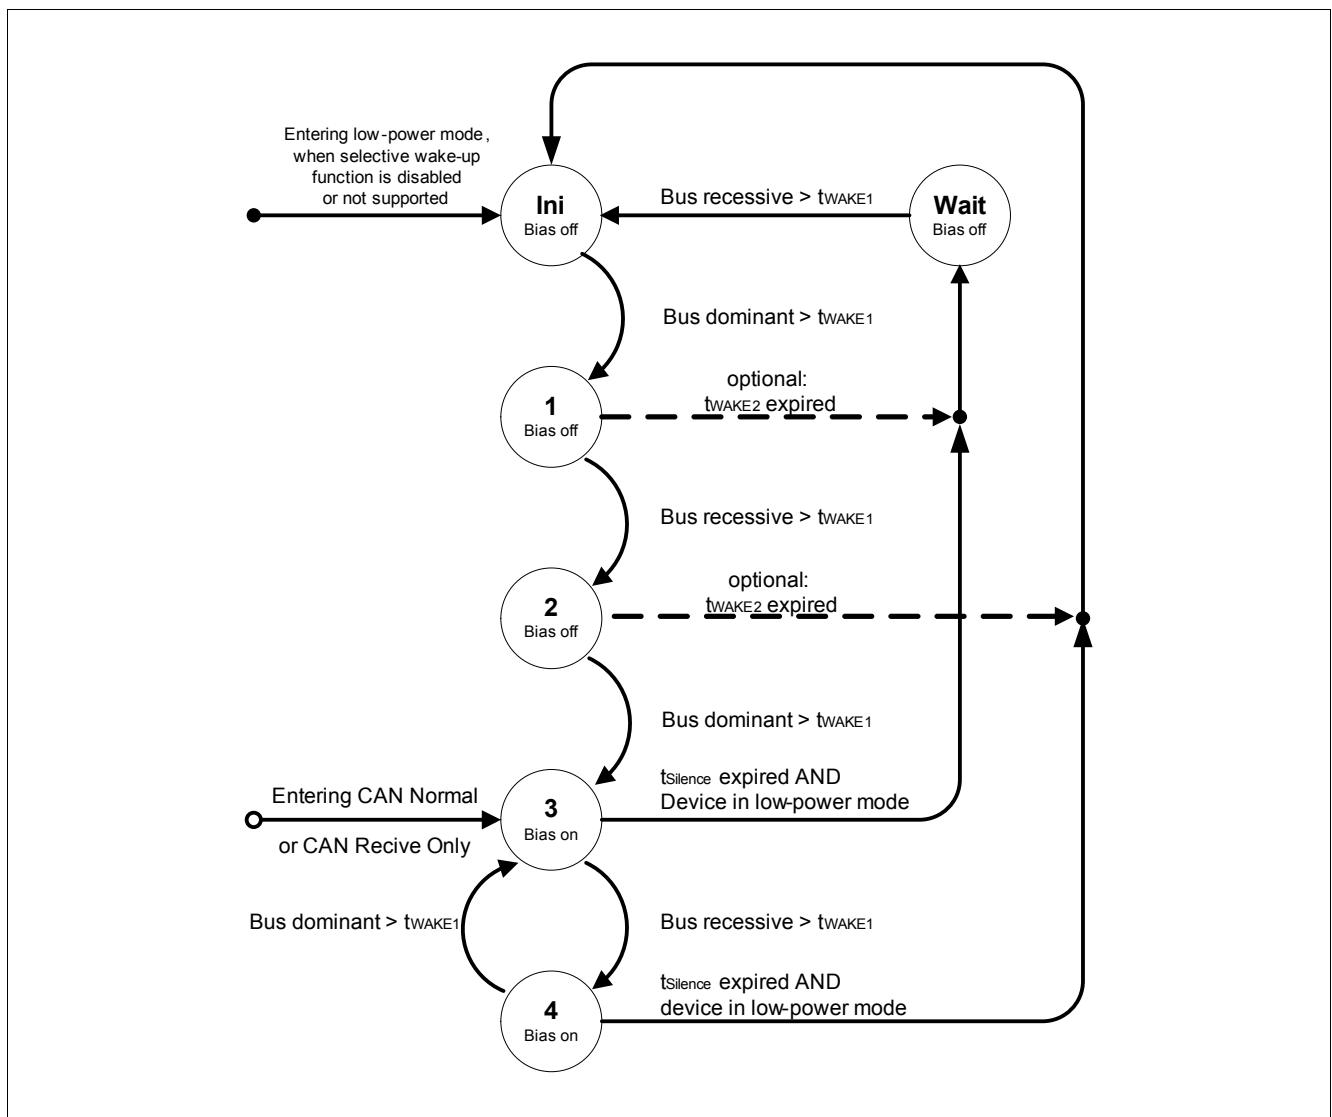 Entering low-power mode,
when selective wake-up
function is disabled
or not supported
Ini
Bias off
Bus recessive > tWAKE1
Wait
Bias off
Bus dominant > tWAKE1
1
Bias off
optional:
tWAKE2 expired
Bus recessive > tWAKE1
2
Bias off
optional:
tWAKE2 expired
Bus dominant > tWAKE1
Entering CAN Normal
or CAN Recive Only
3
Bias on
tSilence expired AND
Device in low-power mode
Bus dominant > tWAKE1
Bus recessive > tWAKE1
4
Bias on
tSilence expired AND
device in low-power mode